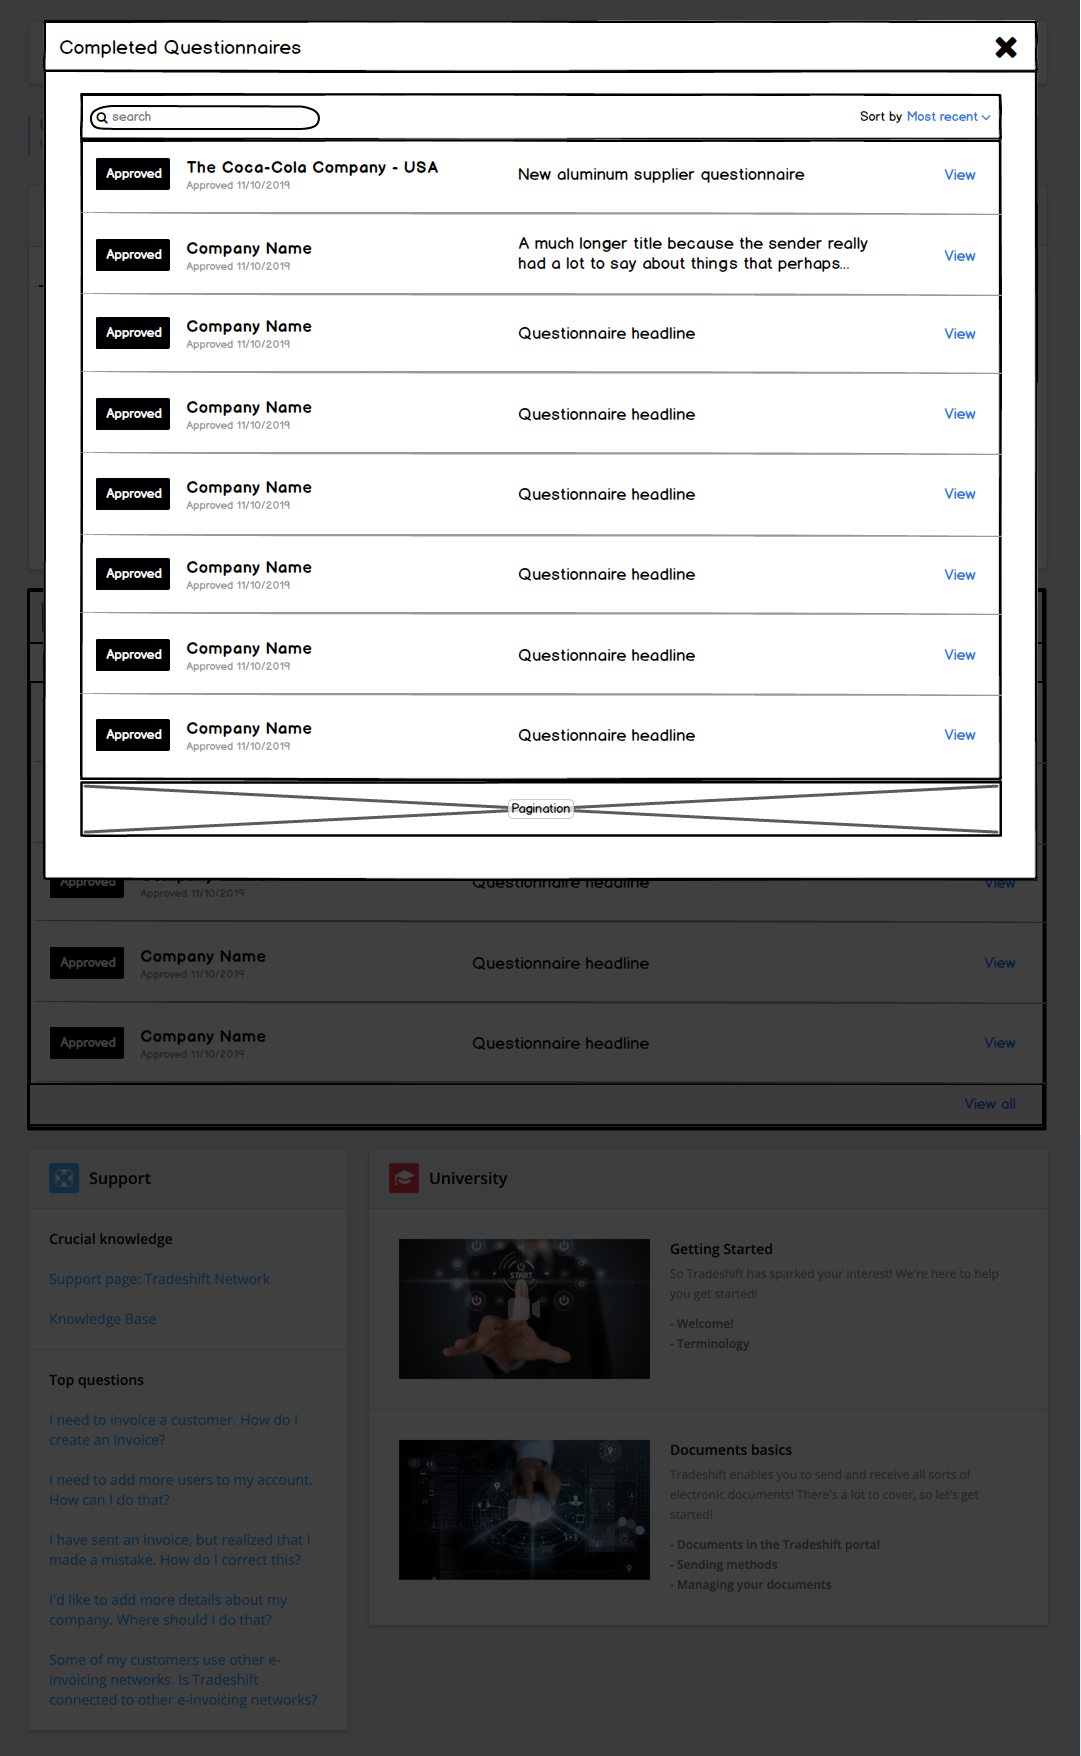 Completed Questionnaires
search
Sort by Most recent
Approved
The Coca-Cola Company - USA
Approved 11/10/2019
New aluminum supplier questionnaire
View
Approved
Company Name
Approved 11/10/2019
A much longer title because the sender really
had a lot to say about things that perhaps...
View
Approved
Company Name
Approved 11/10/2019
Questionnaire headline
View
Approved
Company Name
Approved 11/10/2019
Questionnaire headline
View
Approved
Company Name
Approved 11/10/2019
Questionnaire headline
View
Approved
Company Name
Approved 11/10/2019
Questionnaire headline
View
Approved
Company Name
Approved 11/10/2019
Questionnaire headline
View
Approved
Company Name
Approved 11/10/2019
Questionnaire headline
View
Pagination
Approved
Approved 11/10/2019
Questionnaire headline
View
Approved
Company Name
Approved 11/10/2019
Questionnaire headline
View
Approved
Company Name
Approved 11/10/2019
Questionnaire headline
View
View all
Support
Crucial knowledge
Support page: Tradeshift Network
Knowledge Base
Top questions
I need to invoice a customer. How do I
create an invoice?
I need to add more users to my account.
How can I do that?
I have sent an invoice, but realized that I
made a mistake. How do I correct this?
I'd like to add more details about my
company. Where should I do that?
Some of my customers use other e-
invoicing networks. Is Tradeshift
connected to other e-invoicing networks?
University
START
Getting Started
So Tradeshift has sparked your interest! We're here to help
you get started!
- Welcome!
- Terminology
Documents basics
Tradeshift enables you to send and receive all sorts of
electronic documents! There's a lot to cover, so let's get
started!
- Documents in the Tradeshift portal
- Sending methods
- Managing your documents